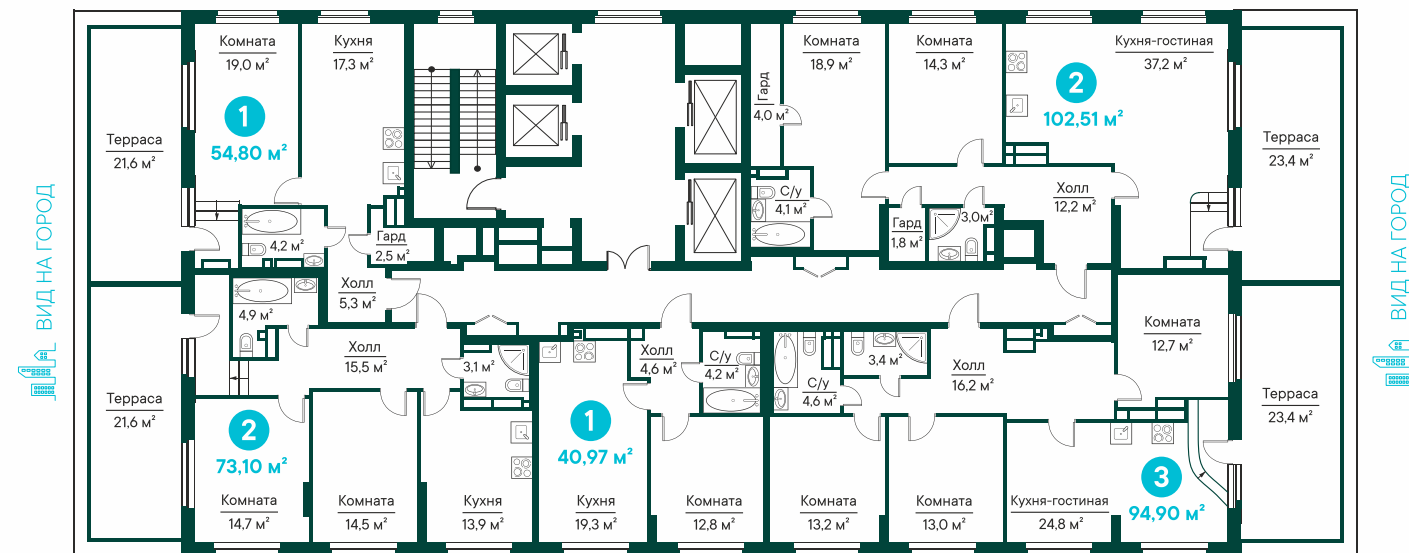 ВИД НА ГОРОД
Терраса
21,6 м²
Комната
19,0 м²
1
54,80 м²
Кухня
17,3 м²
4,2 м²
Гард
2,5 м²
Холл
5,3 м²
Гард
4,0 м²
Комната
18,9 м²
С/у
4,1 м²
Комната
14,3 м²
Гард
1,8 м²
3,0м²
Холл
12,2 м²
Кухня-гостиная
37,2 м²
2
102,51 м²
Терраса
23,4 м²
ВИД НА ГОРОД
Терраса
21,6 м²
4,9 м²
Холл
15,5 м²
2
73,10 м²
Комната
14,7 м²
Комната
14,5 м²
3,1 м²
Кухня
13,9 м²
1
40,97 м²
Кухня
19,3 м²
Холл
4,6 м²
С/у
4,2 м²
Комната
12,8 м²
С/у
4,6 м²
3,4 м²
Холл
16,2 м²
Комната
13,2 м²
Комната
13,0 м²
Комната
12,7 м²
Кухня-гостиная
24,8 м²
3
94,90 м²
Терраса
23,4 м²